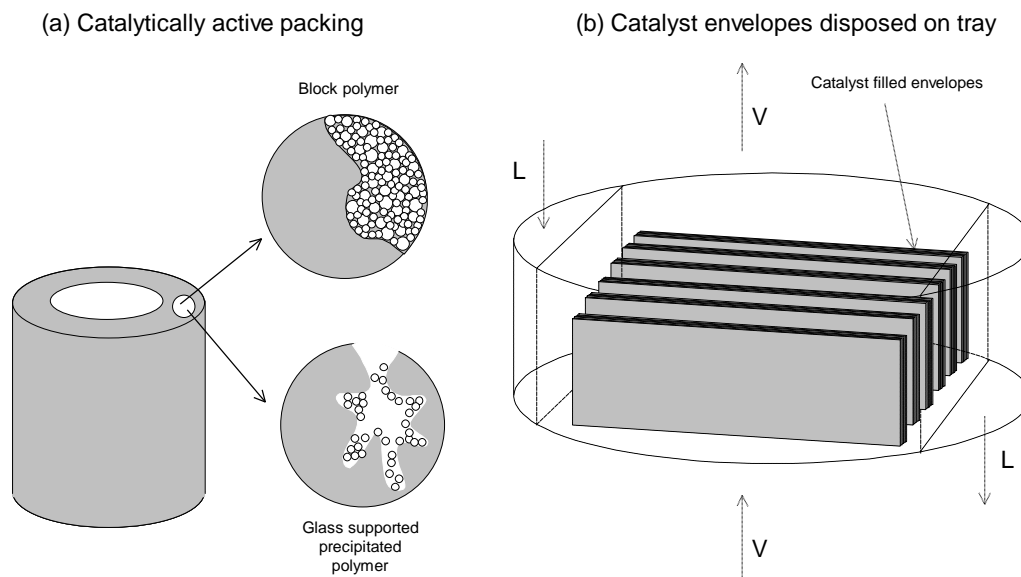 (a) Catalytically active packing
Block polymer
Glass supported
precipitated
polymer
(b) Catalyst envelopes disposed on tray
Catalyst filled envelopes
V
L
L
V